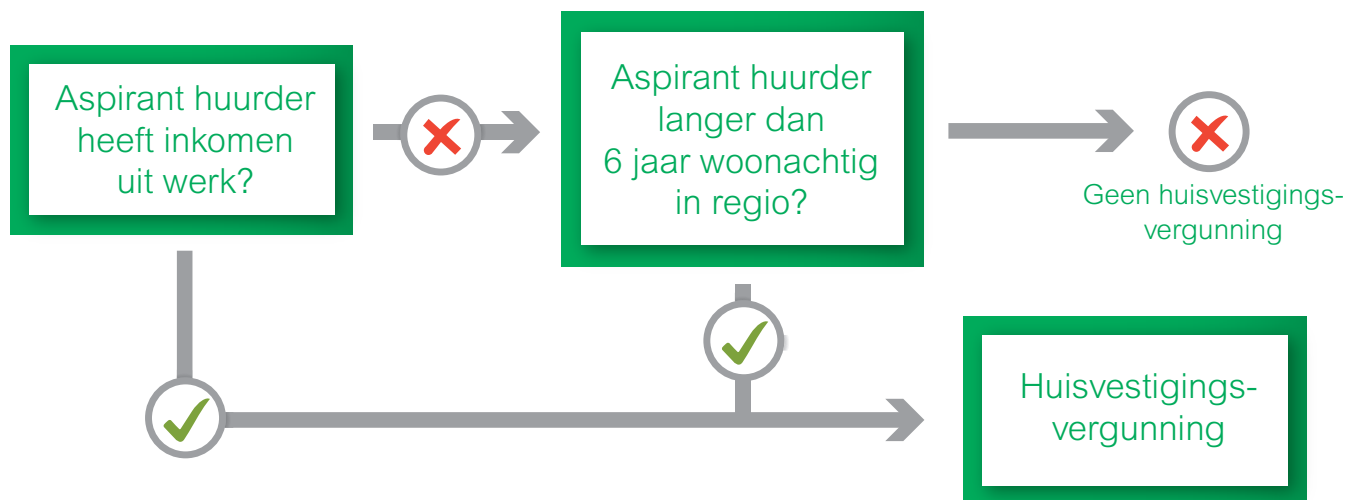 Aspirant huurder
heeft inkomen
uit werk?
Aspirant huurder
langer dan
6 jaar woonachtig
in regio?
Geen huisvestigings-
vergunning
Huisvestigings-
vergunning